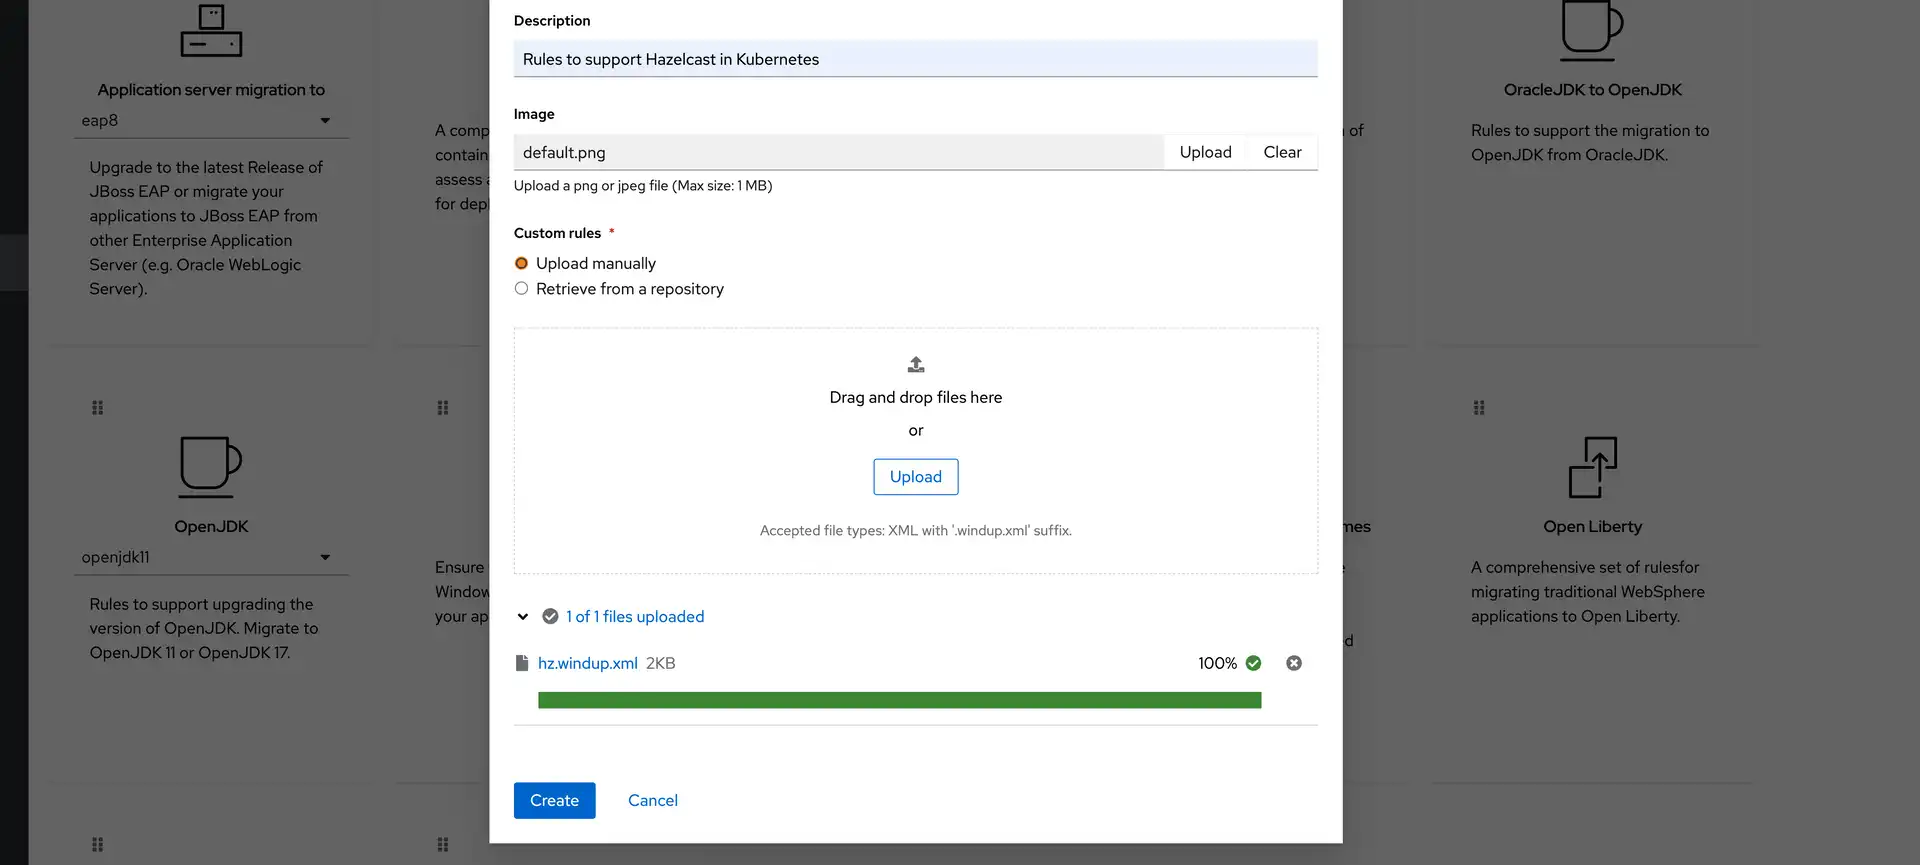 Application server migration to
eap8
Upgrade to the latest Release of
JBoss EAP or migrate your
applications to JBoss EAP from
other Enterprise Application
Server (e.g. Oracle WebLogic
Server).
A comp
contain
assess a
for dep
Description
Rules to support Hazelcast in Kubernetes
Image
default.png
Upload
Clear
Upload a png or jpeg file (Max size: 1 MB)
Custom rules *
Upload manually
Retrieve from a repository
Drag and drop files here
or
Upload
Accepted file types: XML with '.windup.xml' suffix.
1 of 1 files uploaded
hz.windup.xml 2KB
100%
Create
Cancel
of
OracleJDK to OpenJDK
Rules to support the migration to
OpenJDK from OracleJDK.
OpenJDK
openjdk11
Rules to support upgrading the
version of OpenJDK. Migrate to
OpenJDK 11 or OpenJDK 17.
Ensure
Window
your ap
mes
Open Liberty
A comprehensive set of rulesfor
migrating traditional WebSphere
applications to Open Liberty.